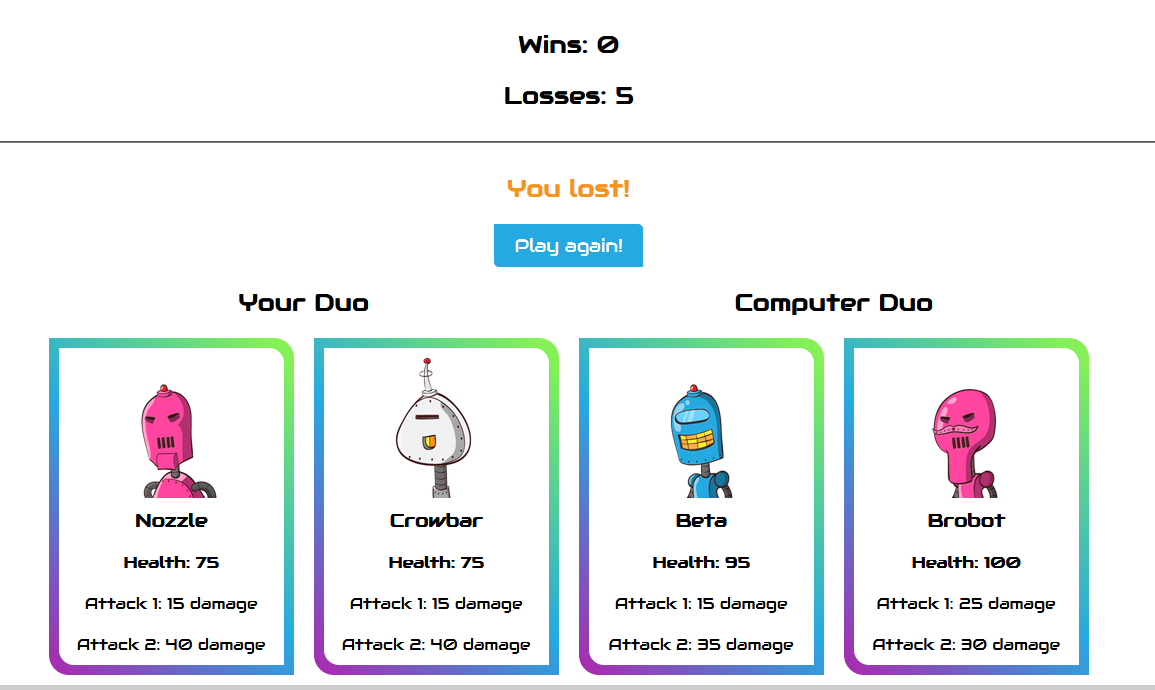 Wins: 0
Losses: 5
You lost!
Play again!
Your Duo
Computer Duo
Nozzle
Health: 75
Attack 1: 15 damage
Attack 2: 40 damage
Crowbar
Health: 75
Attack 1: 15 damage
Attack 2: 40 damage
Beta
Health: 95
Attack 1: 15 damage
Attack 2: 35 damage
Brobot
Health: 100
Attack 1: 25 damage
Attack 2: 30 damage